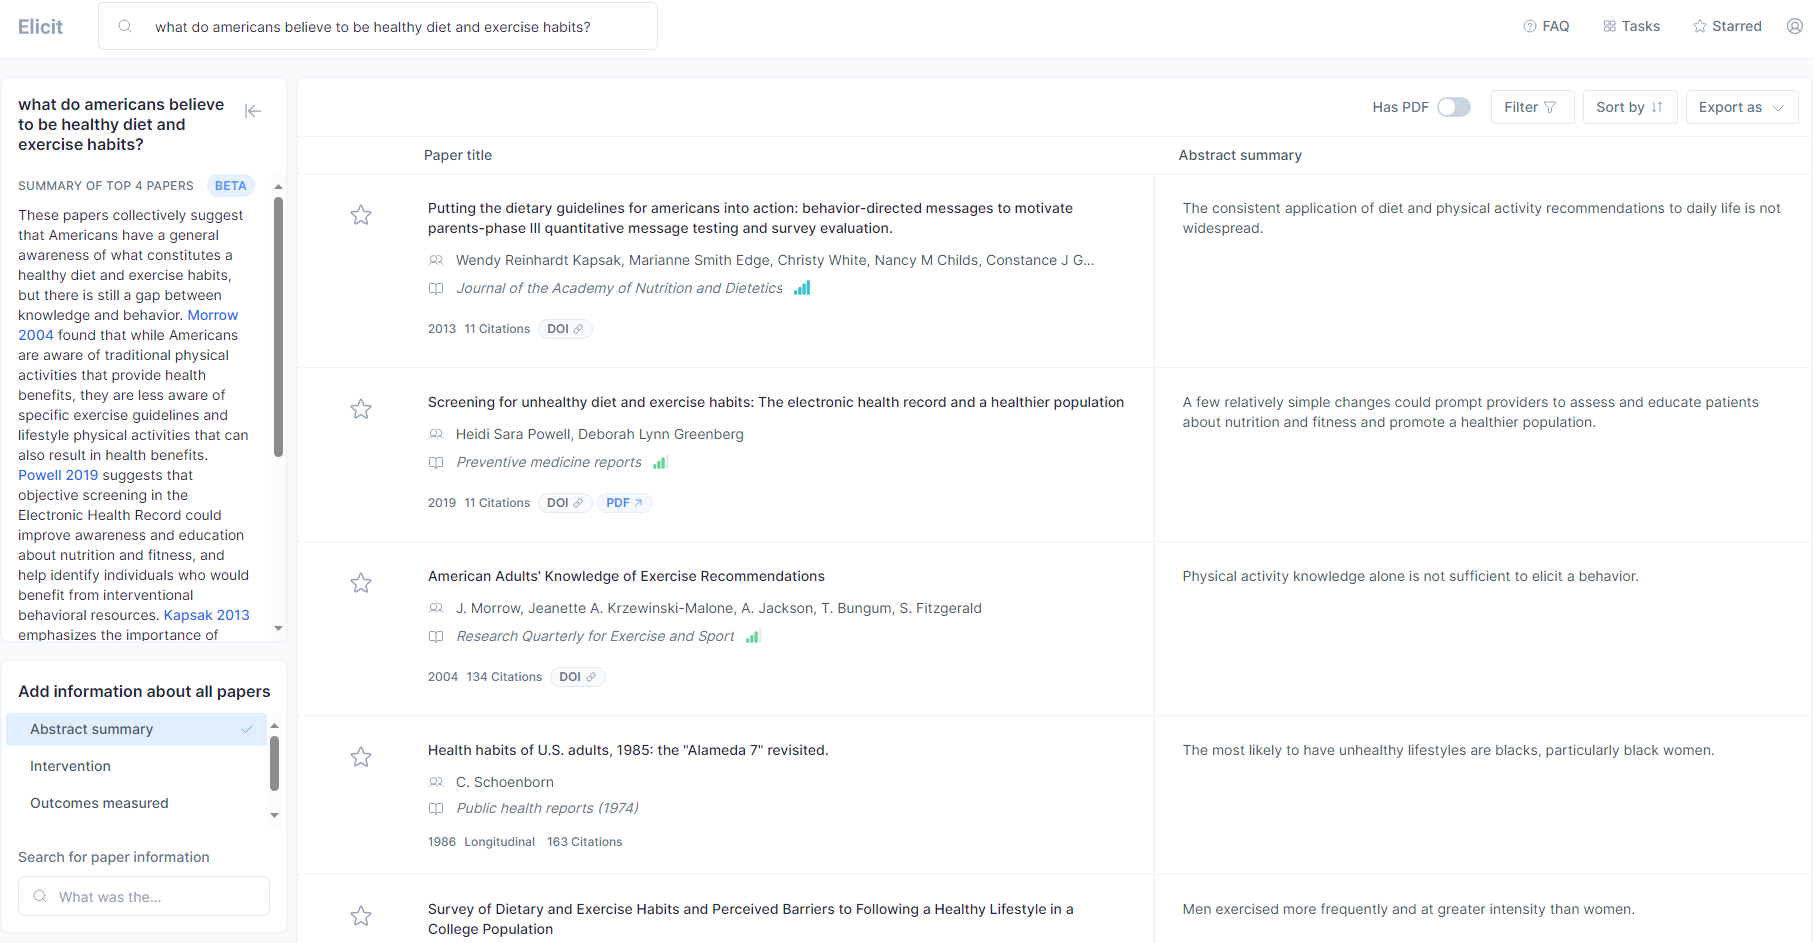 Elicit
what do americans believe to be healthy diet and exercise habits?
FAQ
Tasks
Starred
what do americans believe
to be healthy diet and
exercise habits?
SUMMARY OF TOP 4 PAPERS BETA
These papers collectively suggest
that Americans have a general
awareness of what constitutes a
healthy diet and exercise habits,
but there is still a gap between
knowledge and behavior. Morrow
2004 found that while Americans
are aware of traditional physical
activities that provide health
benefits, they are less aware of
specific exercise guidelines and
lifestyle physical activities that can
also result in health benefits.
Powell 2019 suggests that
objective screening in the
Electronic Health Record could
improve awareness and education
about nutrition and fitness, and
help identify individuals who would
benefit from interventional
behavioral resources. Kapsak 2013
emphasizes the importance of
Add information about all papers
Abstract summary
Intervention
Outcomes measured
Search for paper information
What was the...
Has PDF
Filter
Sort by
Export as
Paper title
Abstract summary
Putting the dietary guidelines for americans into action: behavior-directed messages to motivate
parents-phase III quantitative message testing and survey evaluation.
Wendy Reinhardt Kapsak, Marianne Smith Edge, Christy White, Nancy M Childs, Constance J G...
Journal of the Academy of Nutrition and Dietetics
2013 11 Citations DOI
The consistent application of diet and physical activity recommendations to daily life is not
widespread.
Screening for unhealthy diet and exercise habits: The electronic health record and a healthier population
Heidi Sara Powell, Deborah Lynn Greenberg
Preventive medicine reports
2019 11 Citations DOI PDF
A few relatively simple changes could prompt providers to assess and educate patients
about nutrition and fitness and promote a healthier population.
American Adults' Knowledge of Exercise Recommendations
J. Morrow, Jeanette A. Krzewinski-Malone, A. Jackson, T. Bungum, S. Fitzgerald
Research Quarterly for Exercise and Sport
2004 134 Citations DOI
Physical activity knowledge alone is not sufficient to elicit a behavior.
Health habits of U.S. adults, 1985: the "Alameda 7" revisited.
C. Schoenborn
Public health reports (1974)
1986 Longitudinal 163 Citations
The most likely to have unhealthy lifestyles are blacks, particularly black women.
Survey of Dietary and Exercise Habits and Perceived Barriers to Following a Healthy Lifestyle in a
College Population
Men exercised more frequently and at greater intensity than women.